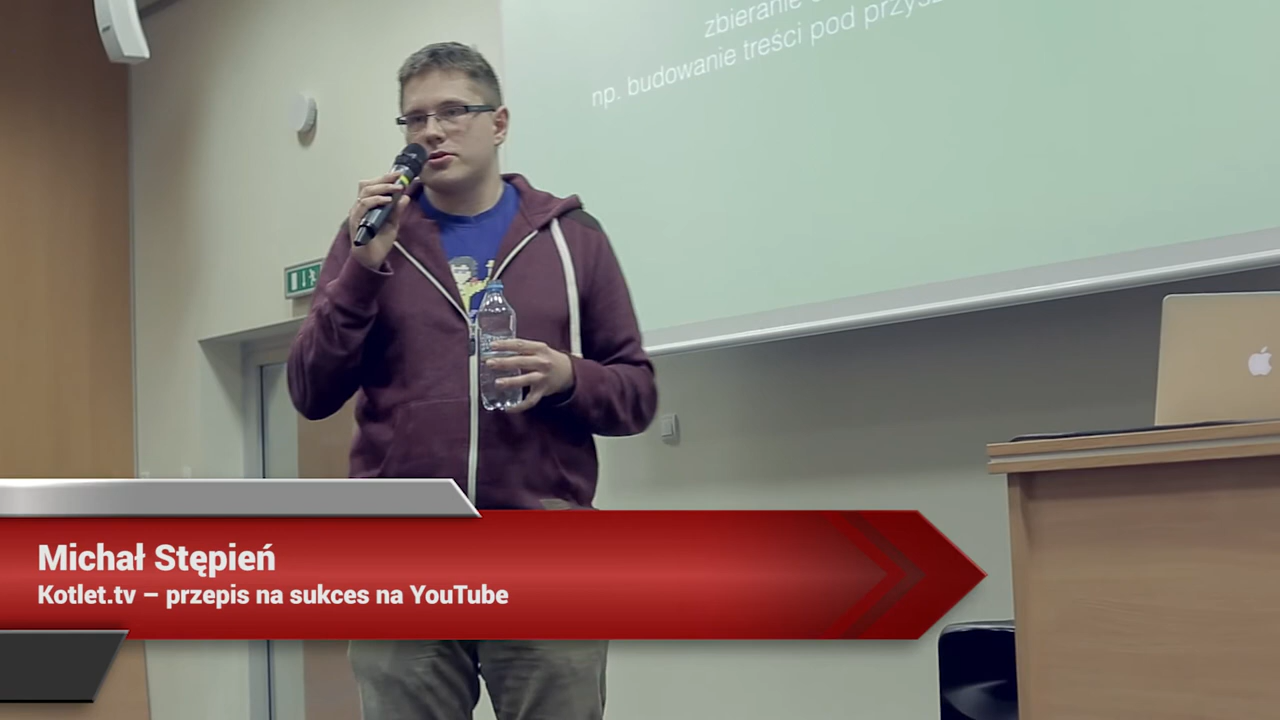 zbieranie
np. budowanie treści pod
Michał Stępień
Kotlet.tv – przepis na sukces na YouTube